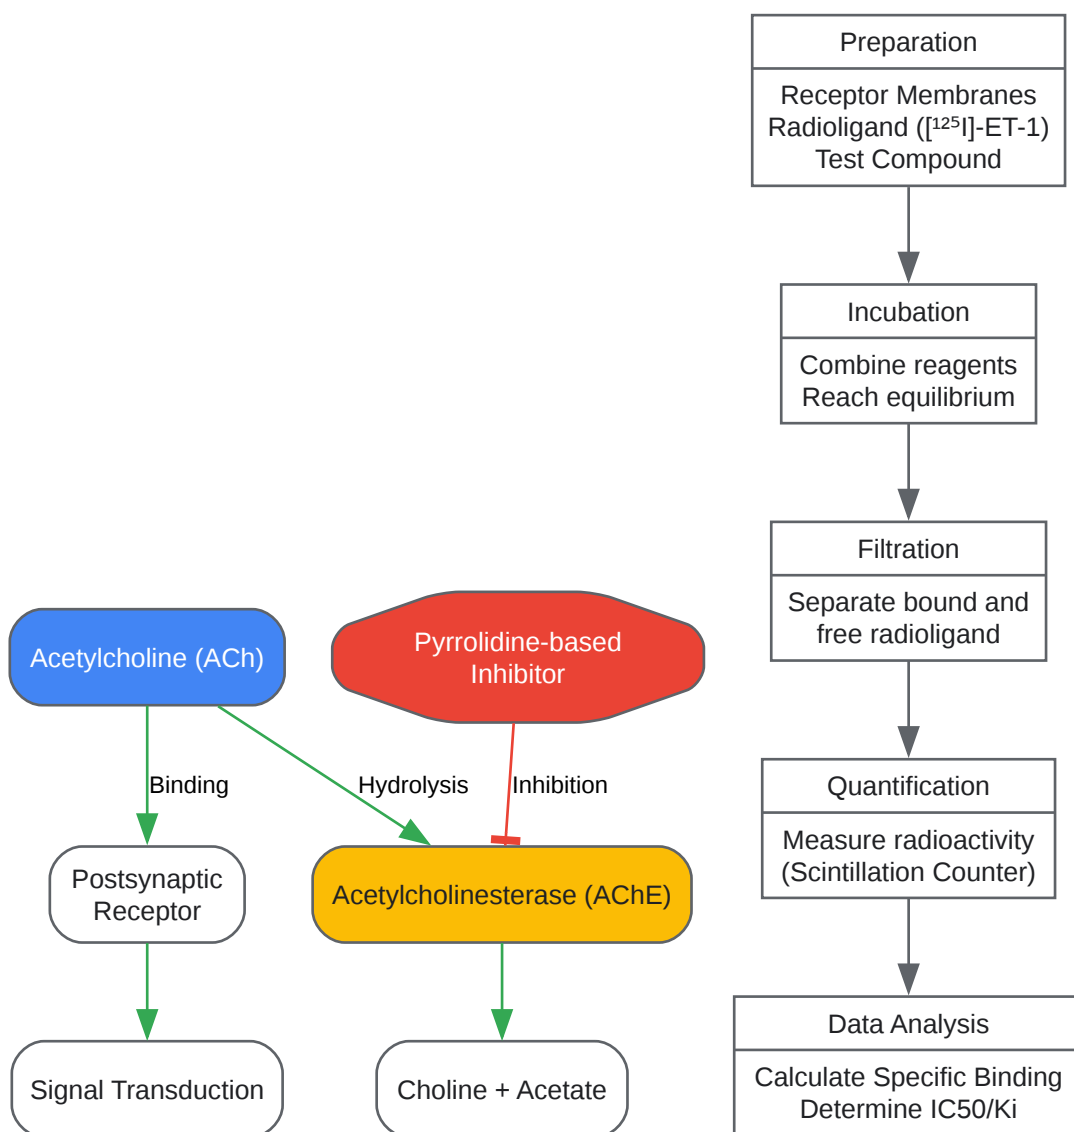 Preparation
Receptor Membranes
Radioligand ([¹²⁵I]-ET-1)
Test Compound
Incubation
Combine reagents
Reach equilibrium
Filtration
Separate bound and
free radioligand
Acetylcholine (ACh)
Pyrrolidine-based
Inhibitor
Binding
Hydrolysis
Inhibition
Quantification
Measure radioactivity
(Scintillation Counter)
Postsynaptic
Receptor
Acetylcholinesterase (AChE)
Signal Transduction
Choline + Acetate
Data Analysis
Calculate Specific Binding
Determine IC50/Ki